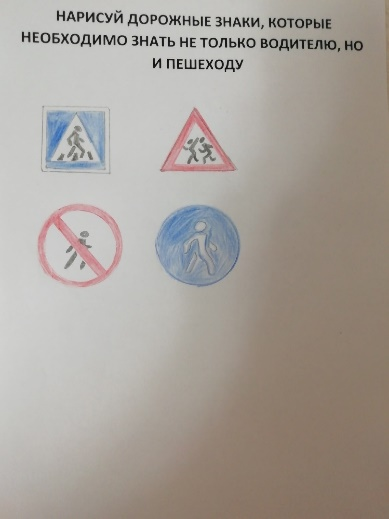 НАРИСУЙ ДОРОЖНЫЕ ЗНАКИ, КОТОРЫЕ
НЕОБХОДИМО ЗНАТЬ НЕ ТОЛЬКО ВОДИТЕЛЮ, НО
И ПЕШЕХОДУ